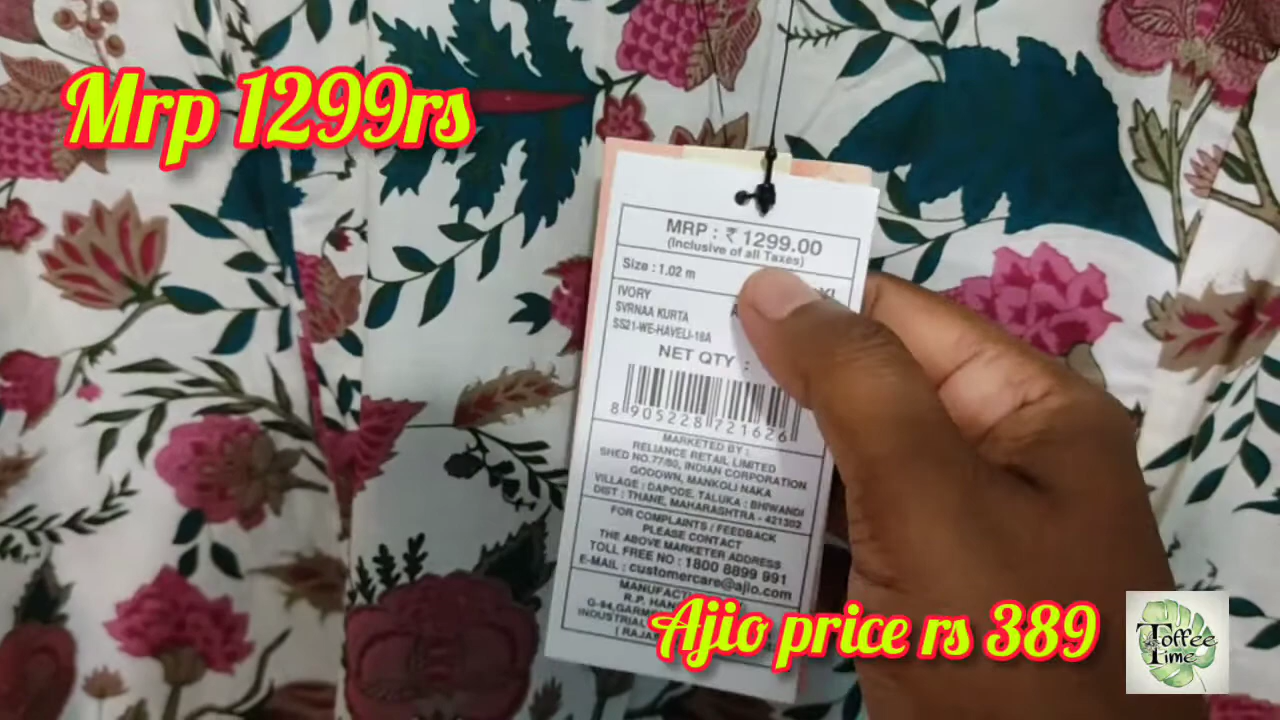 Mrp 1299rs
MRP : ₹ 1299.00
(Inclusive of all Taxes)
Size : 1.02 m
IVORY
SVRNAA KURTA
SS21-WE-HAVELI-18A
NET QTY :
8 905228 721626
MARKETED BY :
RELIANCE RETAIL LIMITED
SHED NO.77/80, INDIAN CORPORATION
GODOWN, MANKOLI NAKA
VILLAGE : DAPODE, TALUKA : BHIWANDI
DIST : THANE, MAHARASHTRA - 421302
FOR COMPLAINTS / FEEDBACK
PLEASE CONTACT
THE ABOVE MARKETER ADDRESS
TOLL FREE NO : 1800 8899 991
E-MAIL : customercare@ajio.com
R.P.
INDUSTRIAL
Ajio price rs 389
Toffee
Time